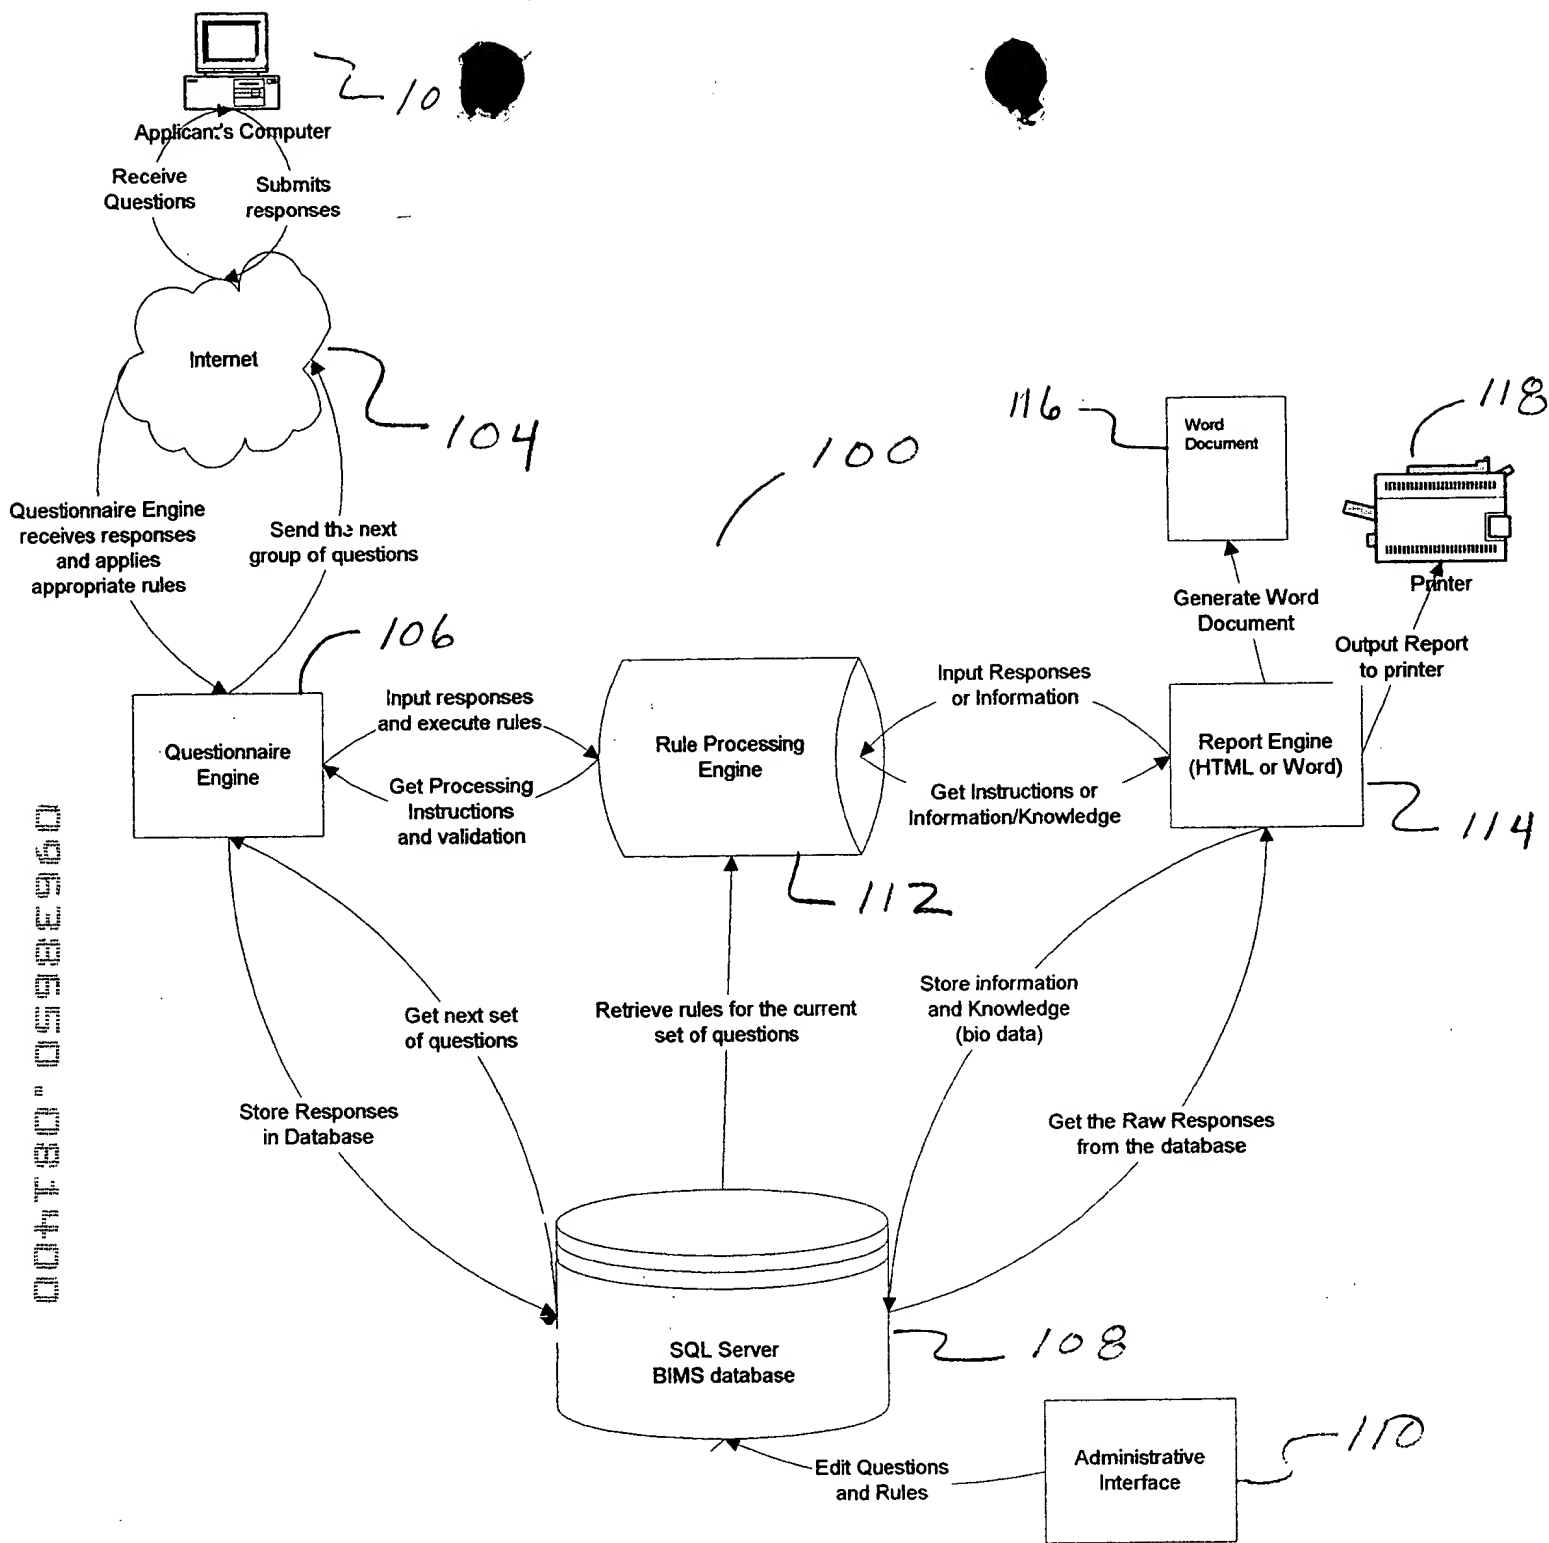 10
Applicant's Computer
Receive
Questions
Submits
responses
Internet
104
Questionnaire Engine
receives responses
and applies
appropriate rules
Send the next
group of questions
100
116
Word
Document
118
Printer
Generate Word
Document
Output Report
to printer
106
Questionnaire
Engine
Input responses
and execute rules
Get Processing
Instructions
and validation
Rule Processing
Engine
112
Input Responses
or Information
Get Instructions or
Information/Knowledge
Report Engine
(HTML or Word)
114
Get next set
of questions
Store Responses
in Database
Retrieve rules for the current
set of questions
Store information
and Knowledge
(bio data)
Get the Raw Responses
from the database
SQL Server
BIMS database
108
Edit Questions
and Rules
Administrative
Interface
110